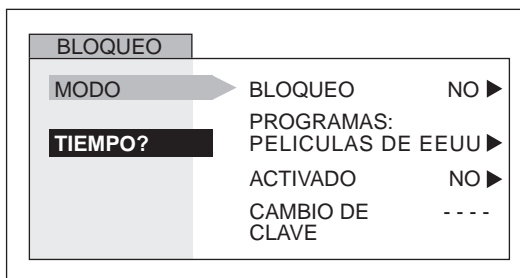 BLOQUEO
MODO
TIEMPO?
BLOQUEO NO
PROGRAMAS:
PELICULAS DE EEUU
ACTIVADO NO
CAMBIO DE - - - -
CLAVE